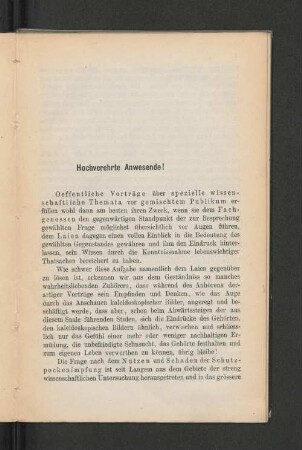 Hochverehrte Anwesende!
Oeffentliche Vorträge über spezielle wissen-
schaftliche Themata vor gemischtem Publikum er-
füllen wohl dann am besten ihren Zweck, wenn sie dem Fach-
genossen den gegenwärtigen Standpunkt der zur Besprechung
gewählten Frage möglichst übersichtlich vor Augen führen,
dem Laien dagegen einen vollen Einblick in die Bedeutung des
gewählten Gegenstandes gewähren und ihm den Eindruck hinter-
lassen, sein Wissen durch die Kenntnissnahme lebenswichtiger
Thatsachen bereichert zu haben.
Wie schwer diese Aufgabe namentlich dem Laien gegenüber
zu lösen ist, erkennen wir aus dem Geständniss so mancher
wahrheitsliebenden Zuhörers, dass während des Anhörens der-
artiger Vorträge sein Empfinden und Denken, wie das Auge
durch das Anschauen kaleidoskopischer Bilder, angeregt und be-
schäftigt werde, dass aber schon beim Abwärtssteigen der aus
diesem Saale führenden Stufen, sich die Eindrücke des Gehörten,
den kaleidoskopischen Bildern ähnlich, verwischen und schliess-
lich nur das Gefühl einer mehr oder weniger nachhaltigen Ermü-
dung, die unbefriedigte Sehnsucht, das Gehörte festhalten und
zum eigenen Leben verwerthen zu können, übrig bleibe!
Die Frage nach dem Nutzen und Schaden der Schutz-
pockenimpfung ist seit Langem aus dem Gebiete der streng
wissenschaftlichen Untersuchung herausgetreten und in das grössere